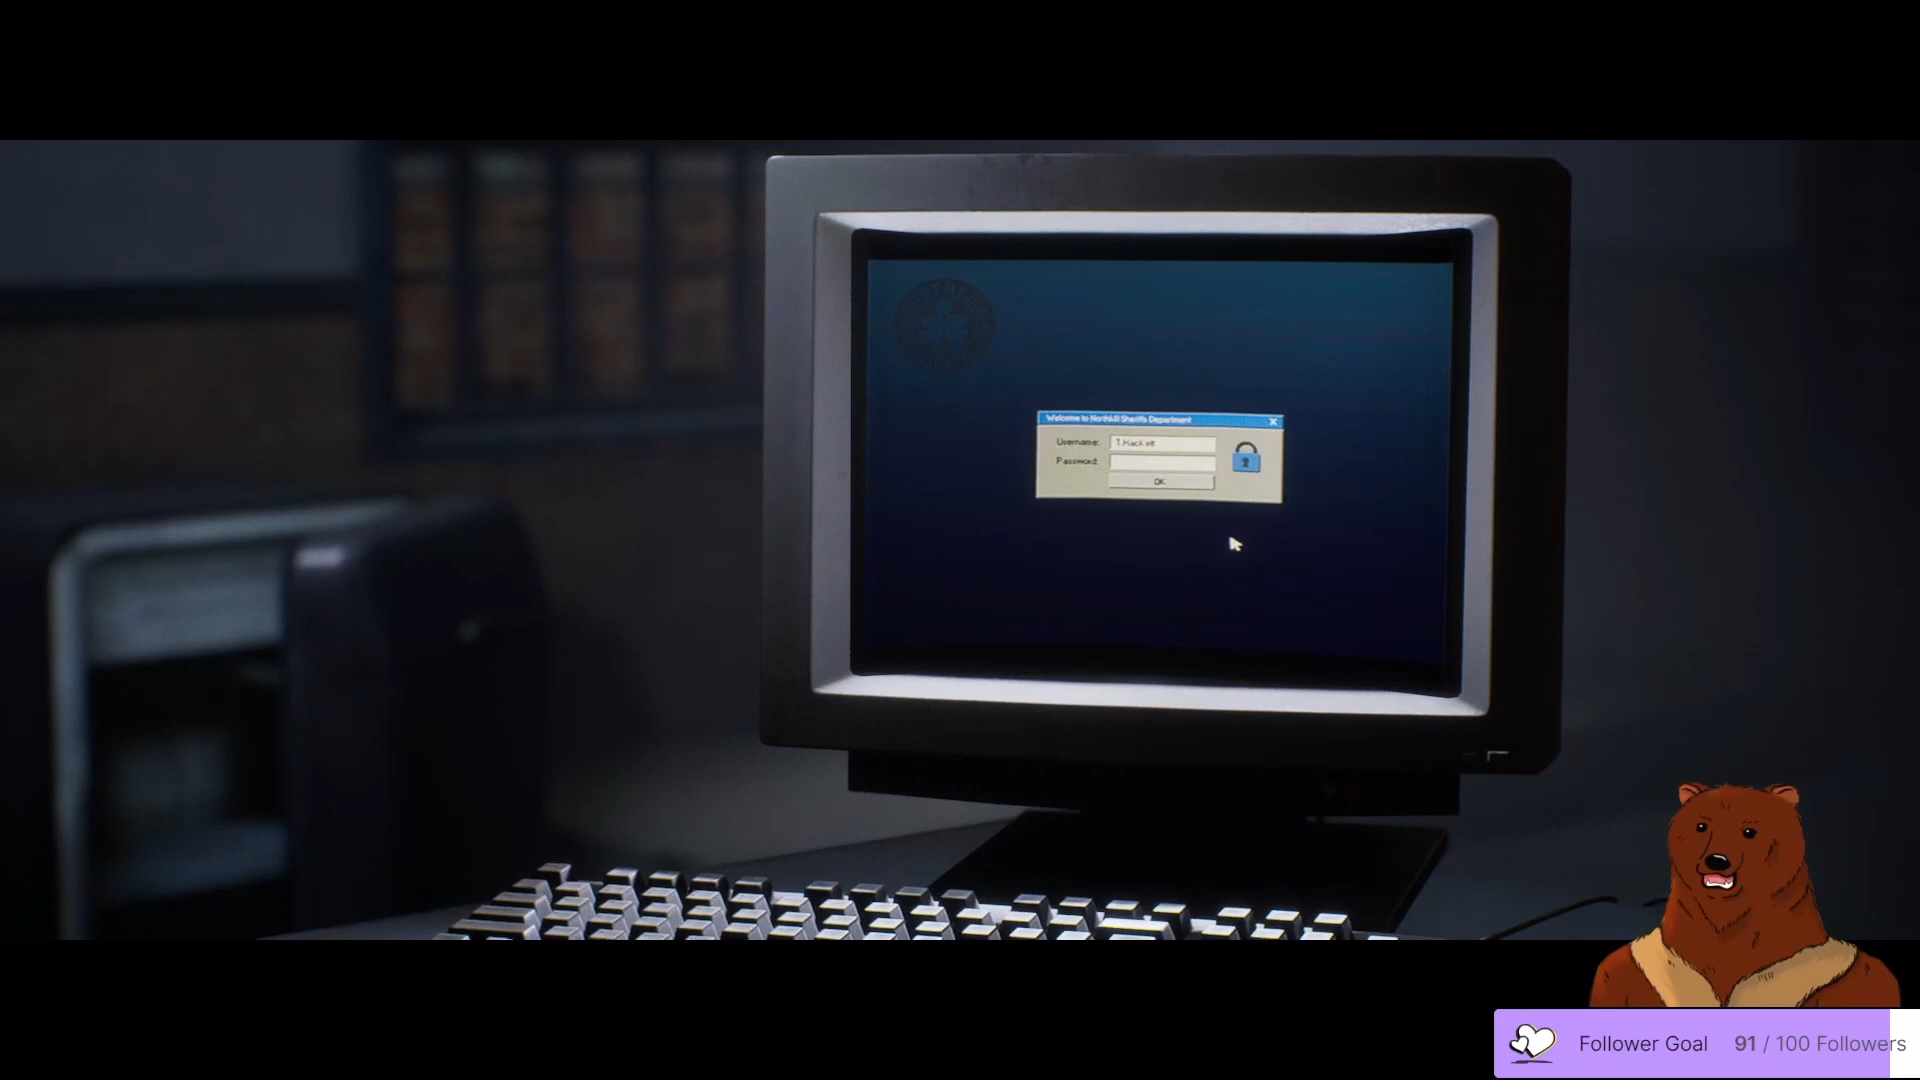 Welcome to Northkill Sheriffs Department
Username: T.Hackett
Password:
OK
Follower Goal 91 / 100 Followers